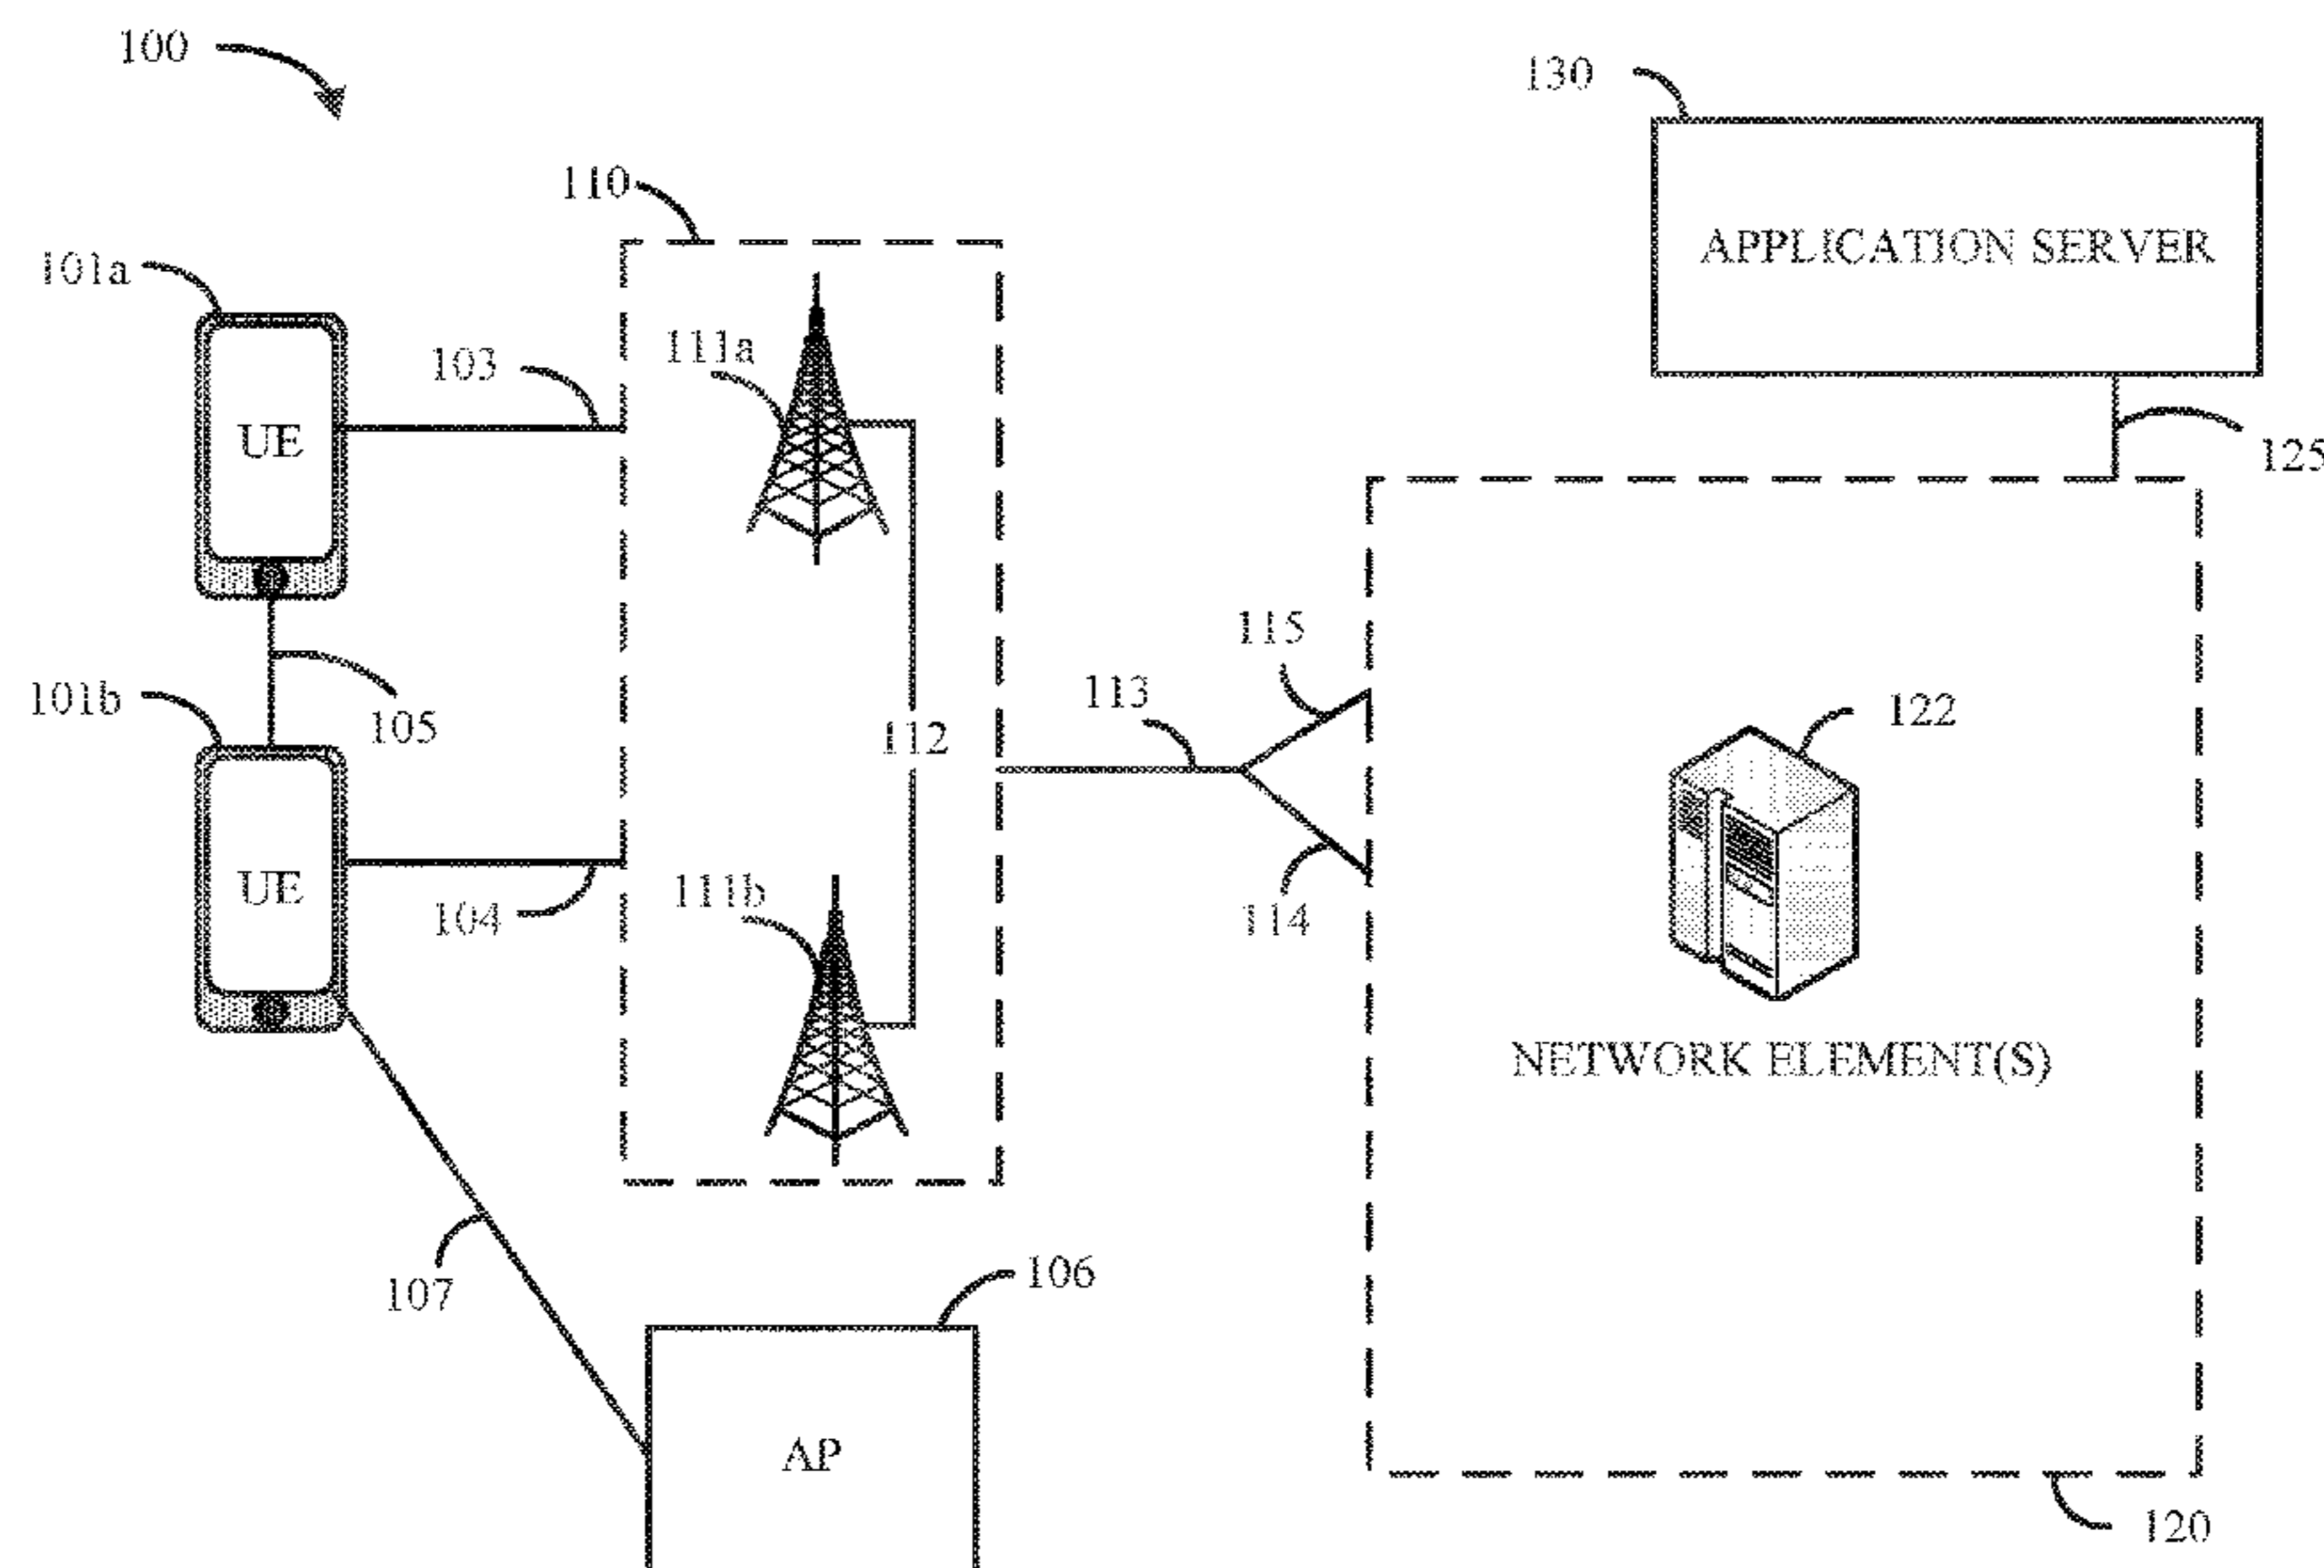 100
130
110
APPLICATION SERVER
101a
111a
103
UE
125
115
113
101b
105
112
122
UE
104
111b
114
NETWORK ELEMENT(S)
107
106
AP
120